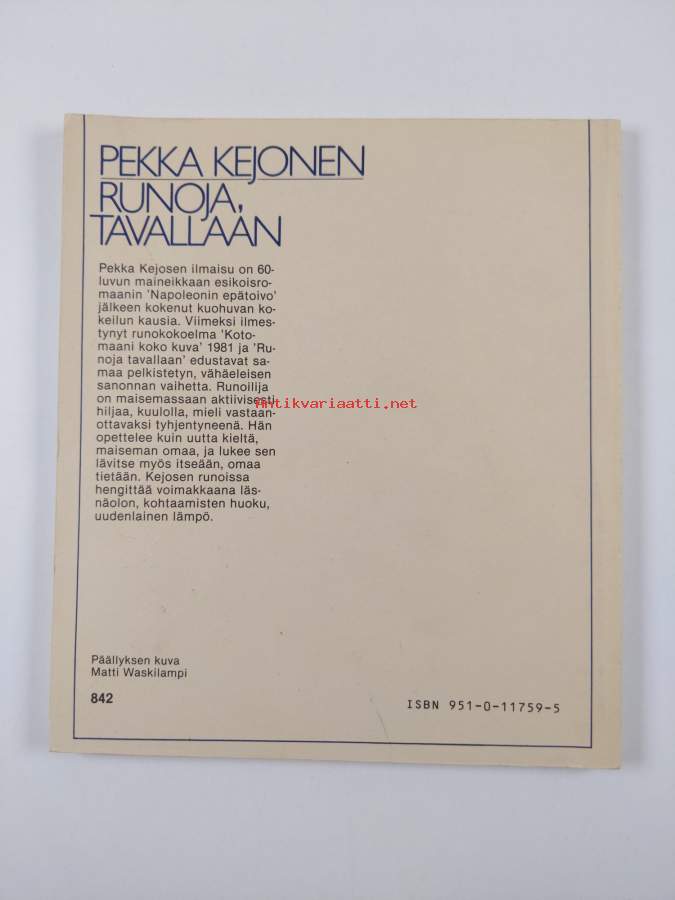 PEKKA KEJONEN
RUNOJA,
TAVALLAAN
Pekka Kejosen ilmaisu on 60-
luvun maineikkaan esikoisro-
maanin 'Napoleonin epätoivo'
jälkeen kokenut kuohuvan ko-
keilun kausia. Viimeksi ilmes-
tynyt runokokoelma 'Koto-
maani koko kuva' 1981 ja 'Ru-
noja tavallaan' edustavat sa-
maa pelkistetyn, vähäeleisen
sanonnan vaihetta. Runoilija
on maisemassaan aktiivisesti
hiljaa, kuulolla, mieli vastaan-
ottavaksi tyhjentyneenä. Hän
opettelee kuin uutta kieltä,
maiseman omaa, ja lukee sen
lävitse myös itseään, omaa
tietään. Kejosen runoissa
hengittää voimakkaana läs-
näolon, kohtaamisten huoku,
uudenlainen lämpö.
Antikvariaatti.net
Päällyksen kuva
Matti Waskilampi
842
ISBN 951-0-11759-5